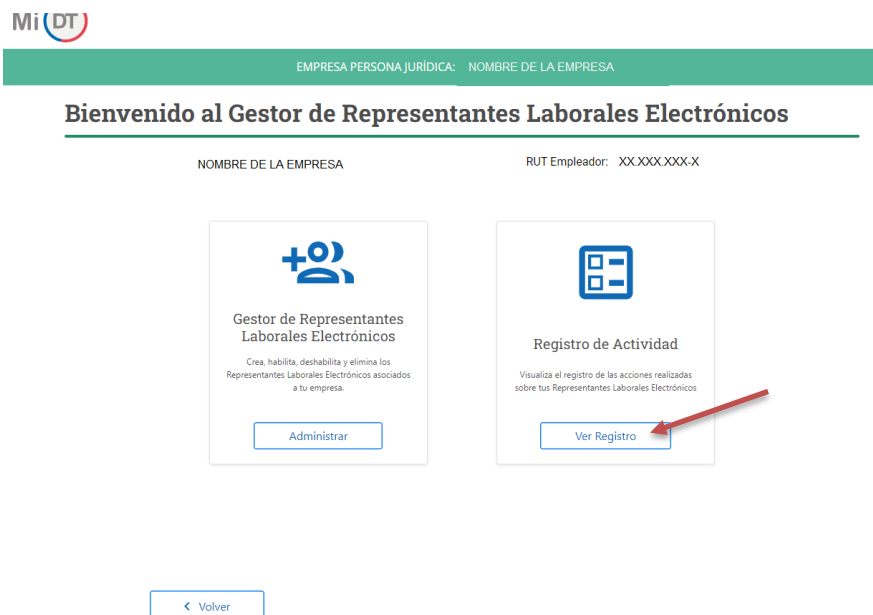 Mi DT
EMPRESA PERSONA JURÍDICA: NOMBRE DE LA EMPRESA
Bienvenido al Gestor de Representantes Laborales Electrónicos
NOMBRE DE LA EMPRESA
RUT Empleador: XX.XXX.XXX-X
Gestor de Representantes
Laborales Electrónicos
Crea, habilita, deshabilita y elimina los
Representantes Laborales Electrónicos asociados
a tu empresa.
Administrar
Registro de Actividad
Visualiza el registro de las acciones realizadas
sobre tus Representantes Laborales Electrónicos
Ver Registro
Volver